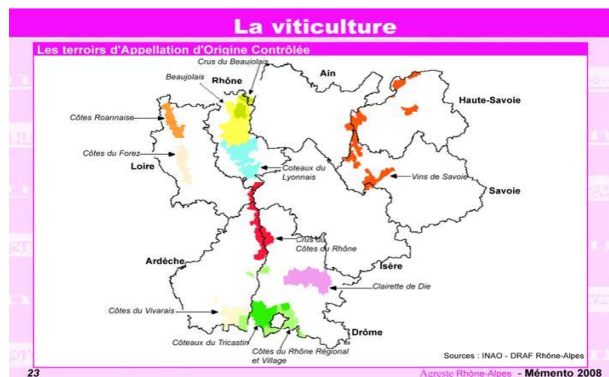 La viticulture
Les terroirs d'Appellation d'Origine Contrôlée
Crus du Beaujolais
Beaujolais
Rhône
Ain
Haute-Savoie
Côtes Roannaise
Côtes du Forez
Loire
Coteaux du
Lyonnais
Vins de Savoie
Savoie
Crus du
Côtes du Rhône
Ardèche
Isère
Clairette de Die
Côtes du Vivarais
Drôme
Côteaux du Tricastin
Côtes du Rhône Régional
et Village
Sources : INAO - DRAF Rhône-Alpes
23
Agreste Rhône-Alpes - Mémento 2008